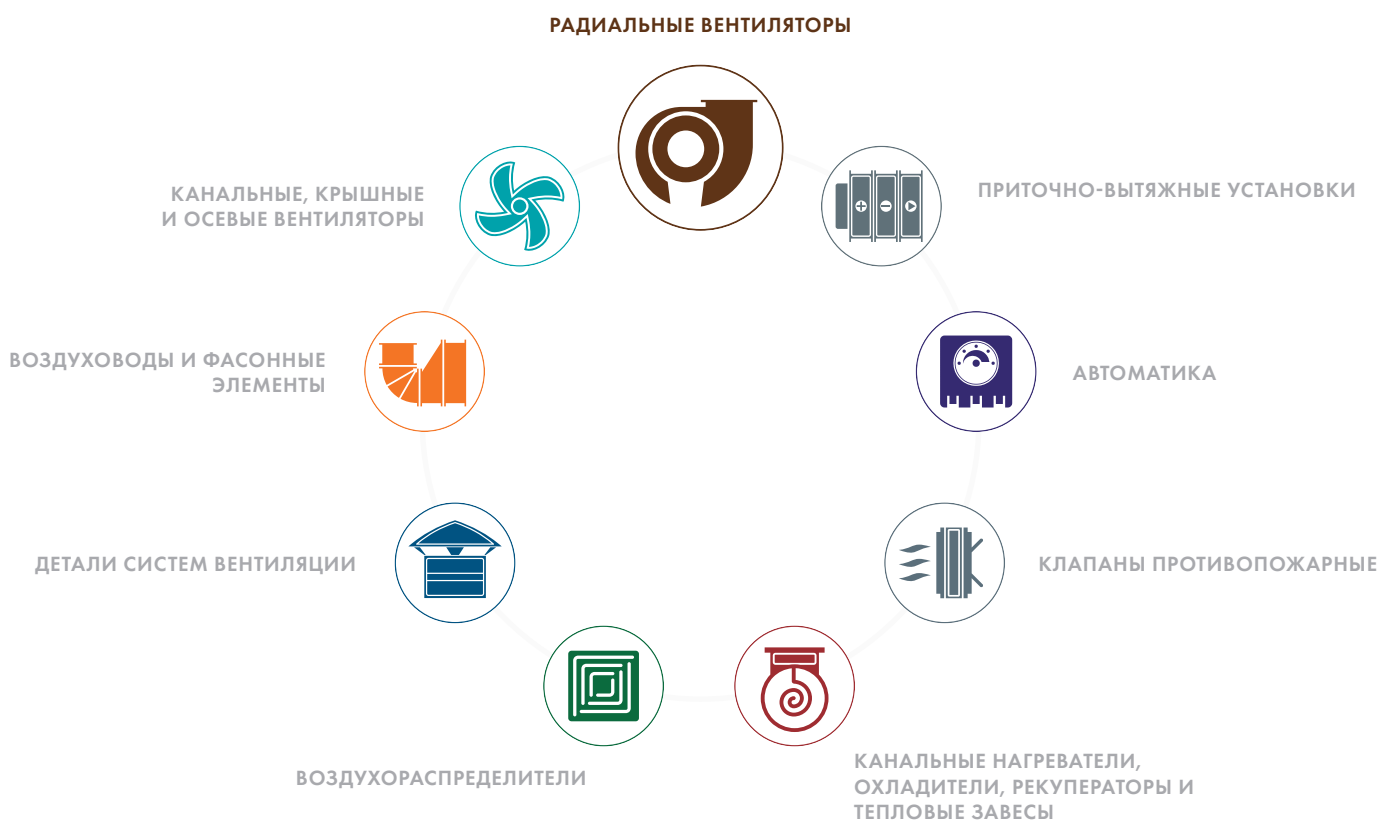 РАДИАЛЬНЫЕ ВЕНТИЛЯТОРЫ
КАНАЛЬНЫЕ, КРЫШНЫЕ
И ОСЕВЫЕ ВЕНТИЛЯТОРЫ
ПРИТОЧНО-ВЫТЯЖНЫЕ УСТАНОВКИ
ВОЗДУХОВОДЫ И ФАСОННЫЕ
ЭЛЕМЕНТЫ
АВТОМАТИКА
ДЕТАЛИ СИСТЕМ ВЕНТИЛЯЦИИ
КЛАПАНЫ ПРОТИВОПОЖАРНЫЕ
ВОЗДУХОРАСПРЕДЕЛИТЕЛИ
КАНАЛЬНЫЕ НАГРЕВАТЕЛИ,
ОХЛАДИТЕЛИ, РЕКУПЕРАТОРЫ И
ТЕПЛОВЫЕ ЗАВЕСЫ